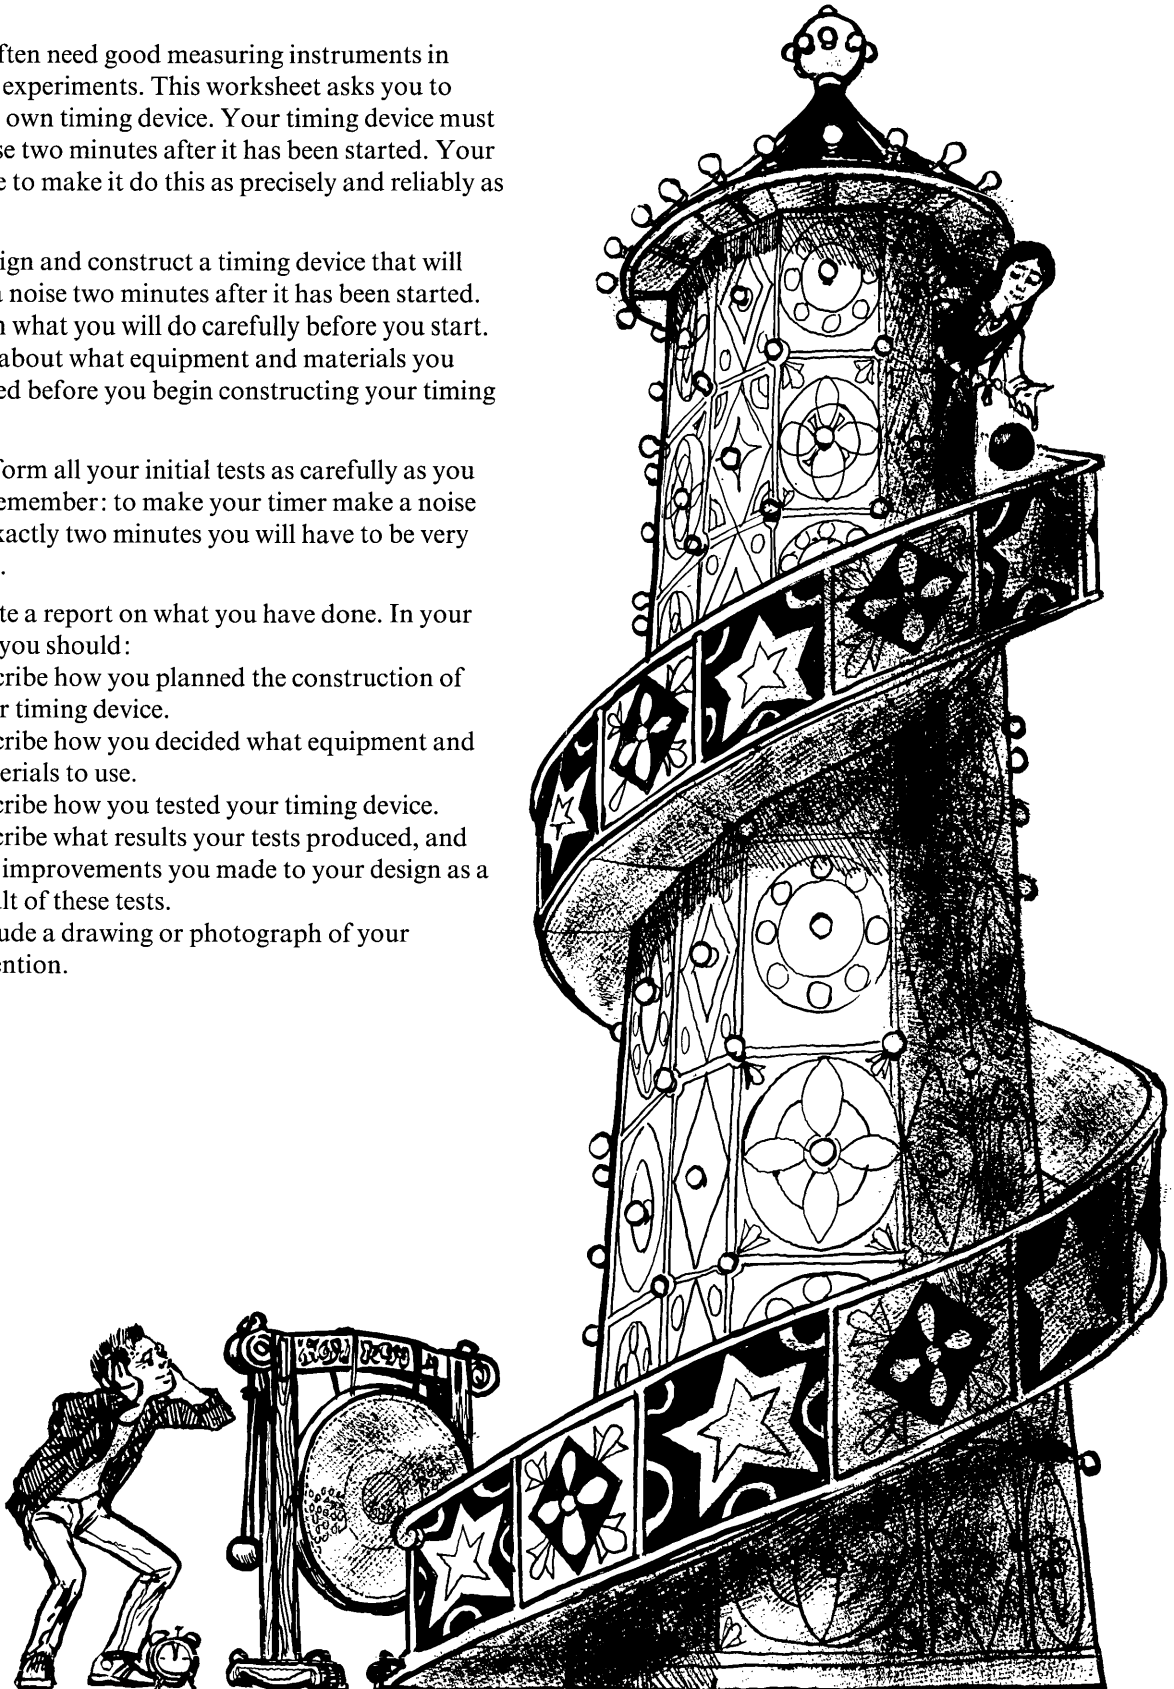 ften need good measuring instruments in
experiments. This worksheet asks you to
own timing device. Your timing device must
se two minutes after it has been started. Your
e to make it do this as precisely and reliably as
ign and construct a timing device that will
noise two minutes after it has been started.
n what you will do carefully before you start.
about what equipment and materials you
ed before you begin constructing your timing
form all your initial tests as carefully as you
emember: to make your timer make a noise
xactly two minutes you will have to be very
.
te a report on what you have done. In your
you should:
cribe how you planned the construction of
r timing device.
cribe how you decided what equipment and
erials to use.
cribe how you tested your timing device.
cribe what results your tests produced, and
improvements you made to your design as a
lt of these tests.
ude a drawing or photograph of your
ention.